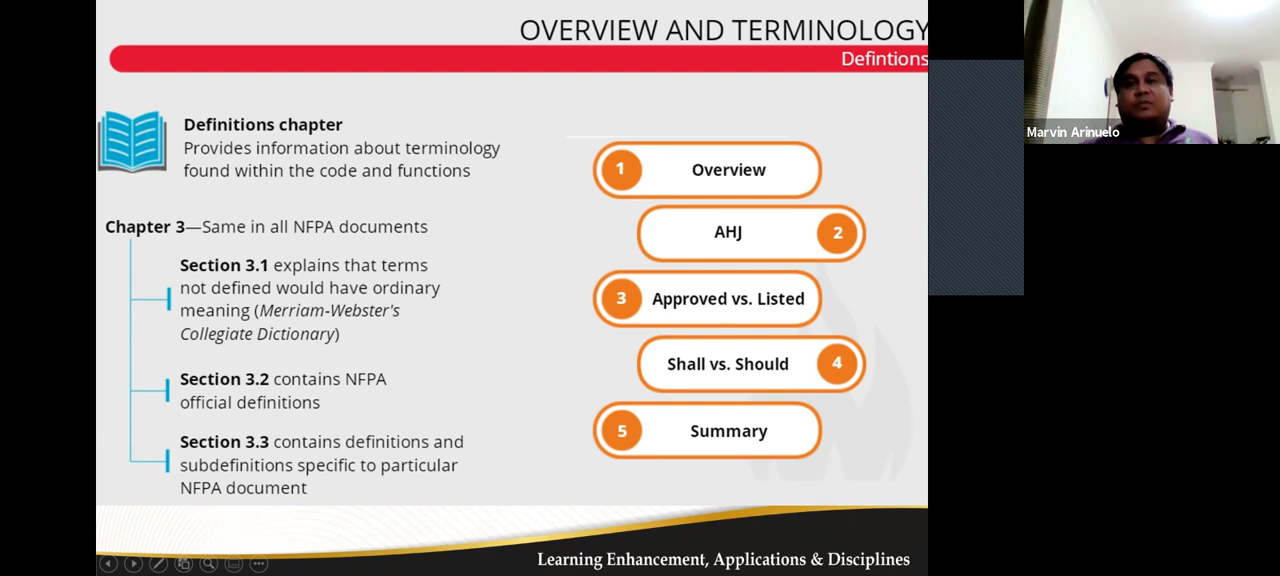 OVERVIEW AND TERMINOLOGY
Defintions
Definitions chapter
Provides information about terminology
found within the code and functions
Chapter 3—Same in all NFPA documents
Section 3.1 explains that terms
not defined would have ordinary
meaning (Merriam-Webster's
Collegiate Dictionary)
Section 3.2 contains NFPA
official definitions
Section 3.3 contains definitions and
subdefinitions specific to particular
NFPA document
1 Overview
AHJ 2
3 Approved vs. Listed
Shall vs. Should 4
5 Summary
Learning Enhancement, Applications & Disciplines
Marvin Arinuelo